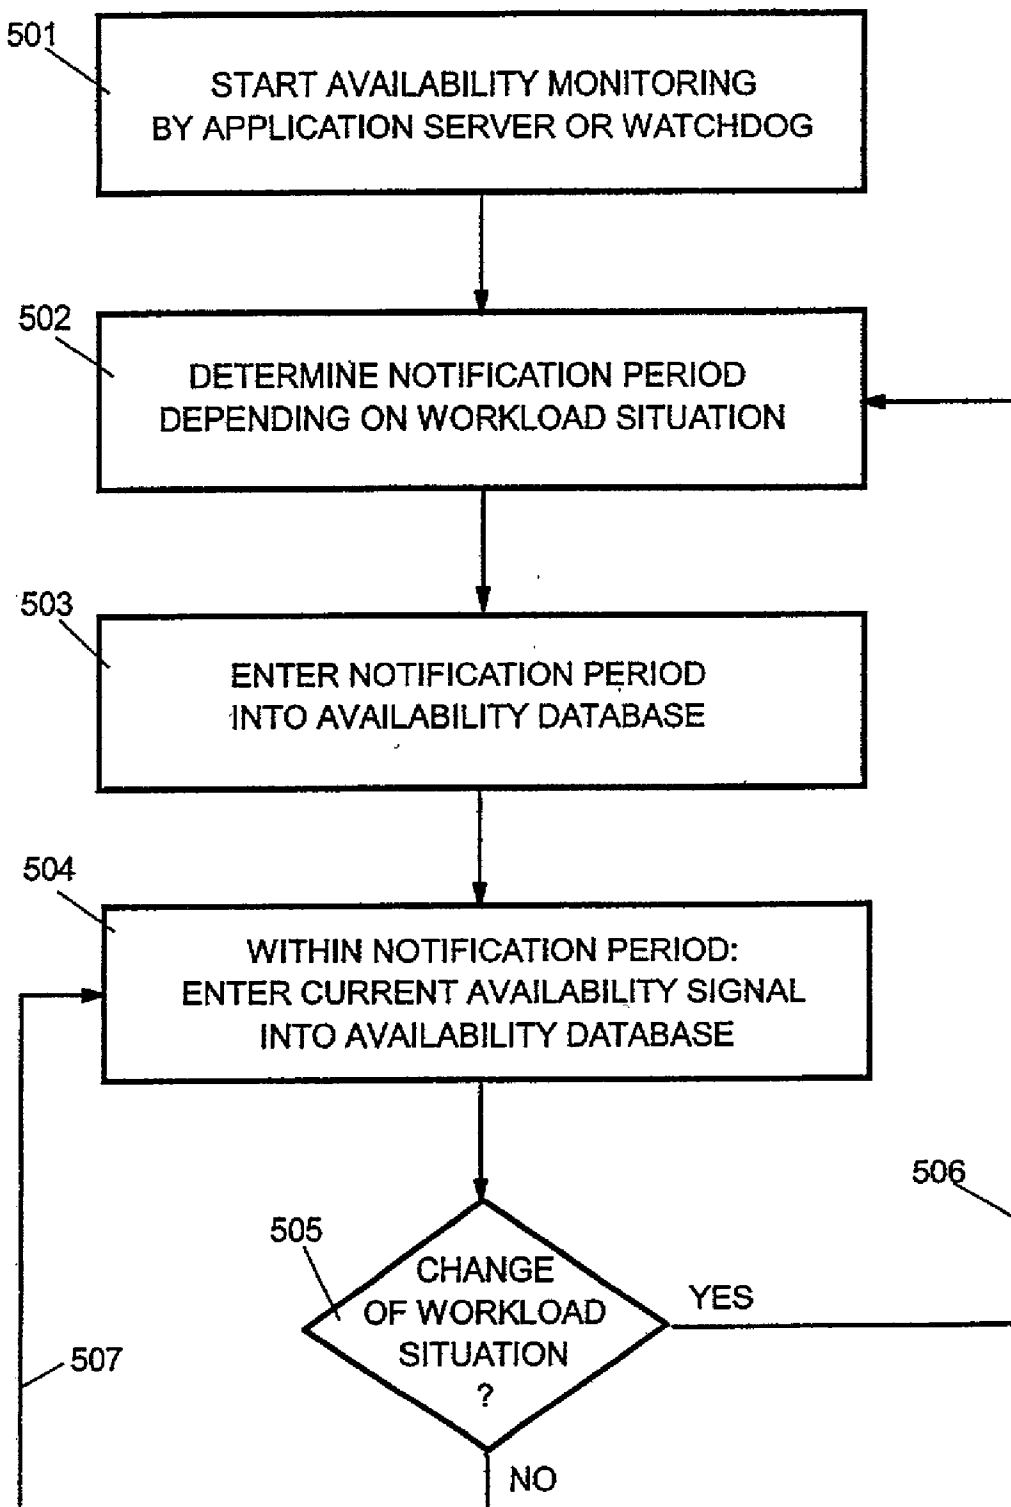 501
START AVAILABILITY MONITORING
BY APPLICATION SERVER OR WATCHDOG
502
DETERMINE NOTIFICATION PERIOD
DEPENDING ON WORKLOAD SITUATION
503
ENTER NOTIFICATION PERIOD
INTO AVAILABILITY DATABASE
504
WITHIN NOTIFICATION PERIOD:
ENTER CURRENT AVAILABILITY SIGNAL
INTO AVAILABILITY DATABASE
506
505
CHANGE
OF WORKLOAD
SITUATION
?
YES
507
NO